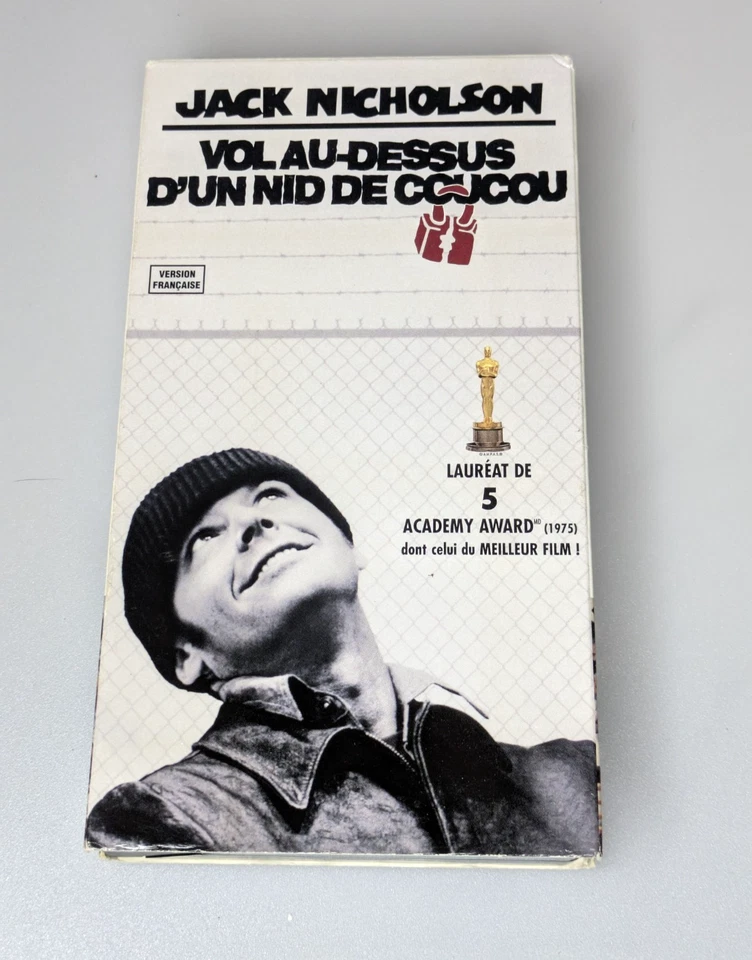 JACK NICHOLSON
VOL AU-DESSUS
D'UN NID DE COUCOU
VERSION
FRANÇAISE
©A.M.P.A.S.®
LAURÉAT DE
5
ACADEMY AWARD MD (1975)
dont celui du MEILLEUR FILM !